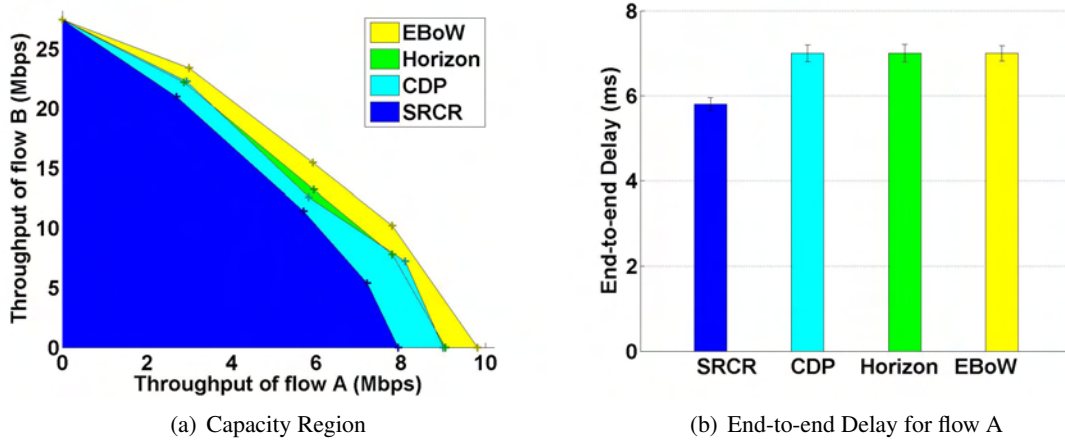 EBoW
Horizon
CDP
SRCR
Throughput of flow B (Mbps)
25
20
15
10
5
0
0 2 4 6 8 10
Throughput of flow A (Mbps)
(a) Capacity Region
End-to-end Delay (ms)
8
6
4
2
0
SRCR CDP Horizon EBoW
(b) End-to-end Delay for flow A